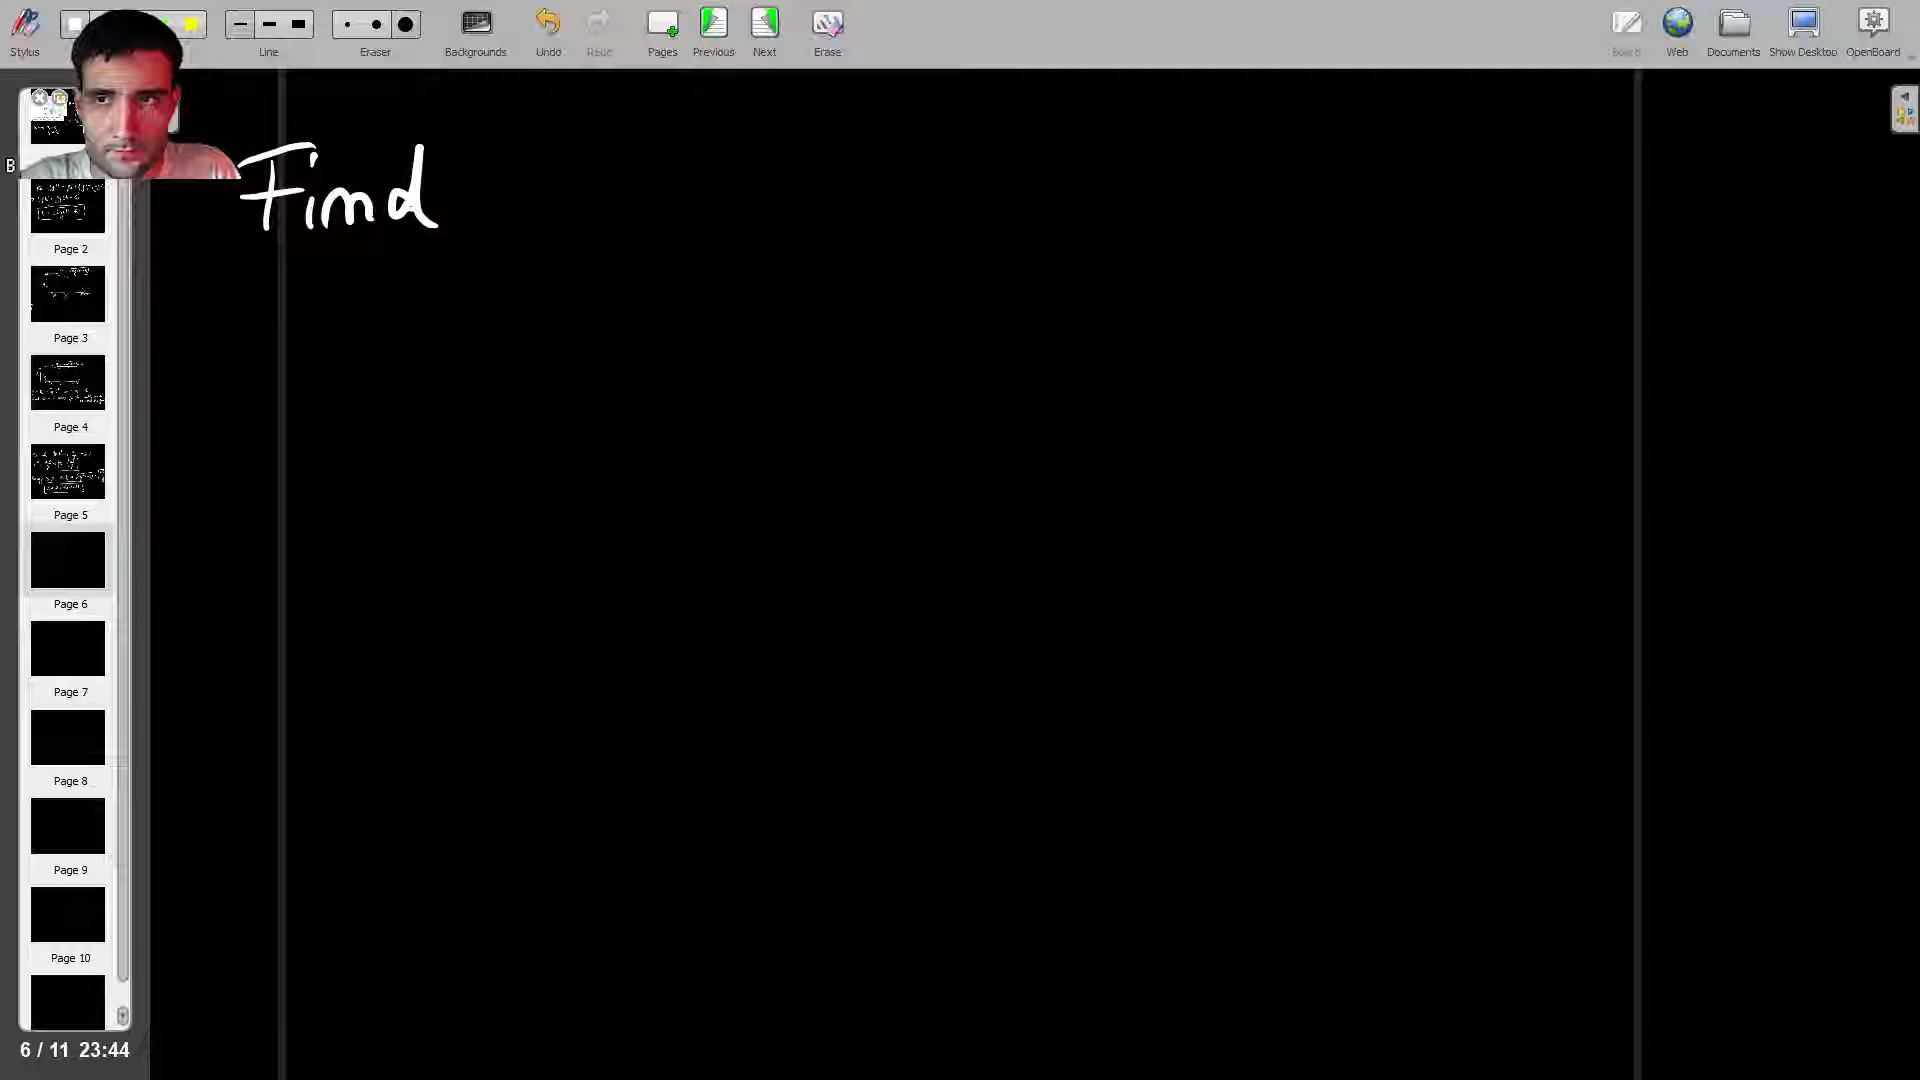 Stylus Line Eraser Backgrounds Undo Redo Pages Previous Next Erase Board Web Documents Show Desktop OpenBoard
B
Find
Page 2
Page 3
Page 4
Page 5
Page 6
Page 7
Page 8
Page 9
Page 10
6 / 11 23:44